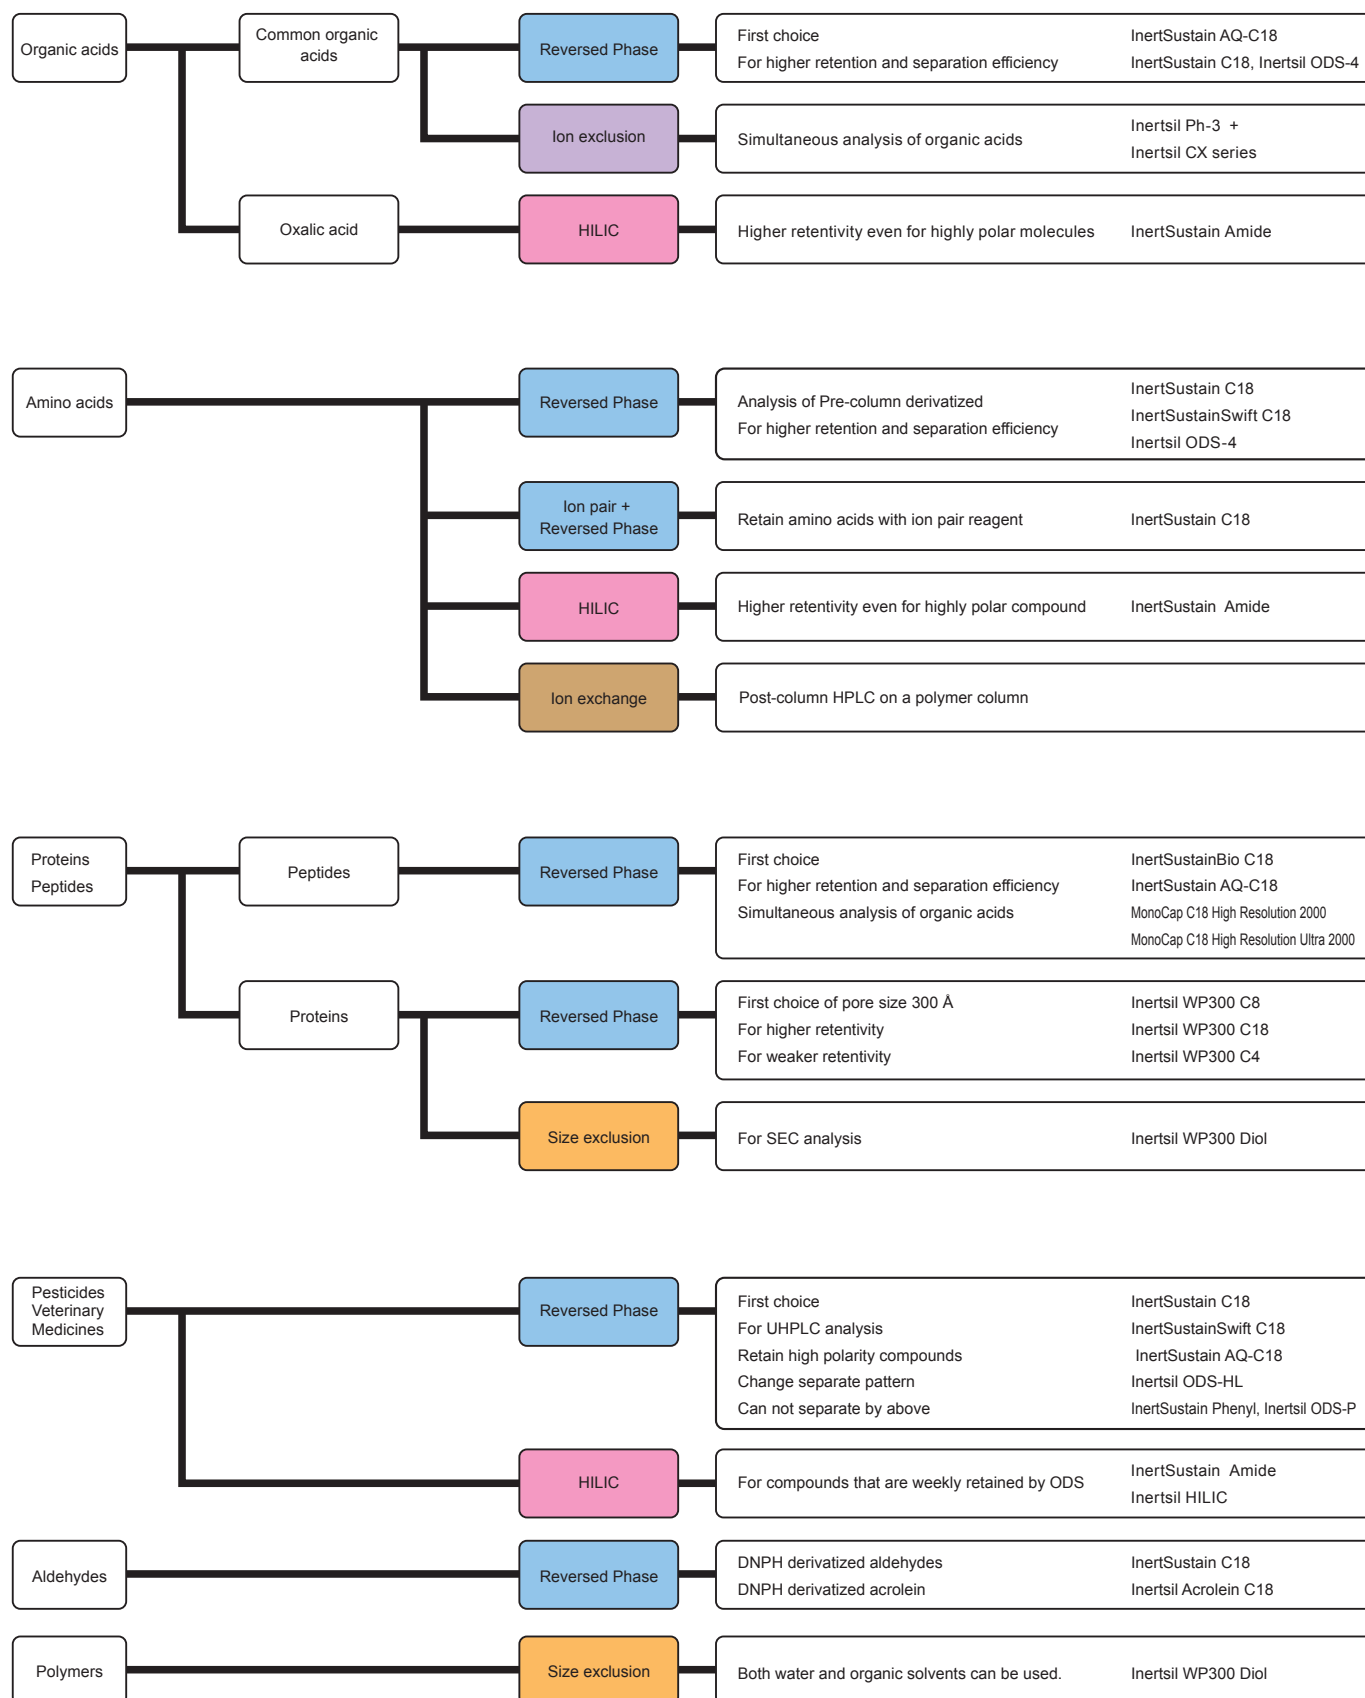 Organic acids
Common organic
acids
Reversed Phase
First choice InertSustain AQ-C18
For higher retention and separation efficiency InertSustain C18, Inertsil ODS-4
Ion exclusion
Simultaneous analysis of organic acids
Inertsil Ph-3 +
Inertsil CX series
Oxalic acid
HILIC
Higher retentivity even for highly polar molecules InertSustain Amide
Amino acids
Reversed Phase
Analysis of Pre-column derivatized
For higher retention and separation efficiency
InertSustain C18
InertSustainSwift C18
Inertsil ODS-4
Ion pair +
Reversed Phase
Retain amino acids with ion pair reagent InertSustain C18
HILIC
Higher retentivity even for highly polar compound InertSustain Amide
Ion exchange
Post-column HPLC on a polymer column
Proteins
Peptides
Peptides
Reversed Phase
First choice InertSustainBio C18
For higher retention and separation efficiency InertSustain AQ-C18
Simultaneous analysis of organic acids MonoCap C18 High Resolution 2000
MonoCap C18 High Resolution Ultra 2000
Proteins
Reversed Phase
First choice of pore size 300 Å Inertsil WP300 C8
For higher retentivity Inertsil WP300 C18
For weaker retentivity Inertsil WP300 C4
Size exclusion
For SEC analysis Inertsil WP300 Diol
Pesticides
Veterinary
Medicines
Reversed Phase
First choice InertSustain C18
For UHPLC analysis InertSustainSwift C18
Retain high polarity compounds InertSustain AQ-C18
Change separate pattern Inertsil ODS-HL
Can not separate by above InertSustain Phenyl, Inertsil ODS-P
HILIC
For compounds that are weekly retained by ODS
InertSustain Amide
Inertsil HILIC
Aldehydes
Reversed Phase
DNPH derivatized aldehydes InertSustain C18
DNPH derivatized acrolein Inertsil Acrolein C18
Polymers
Size exclusion
Both water and organic solvents can be used. Inertsil WP300 Diol